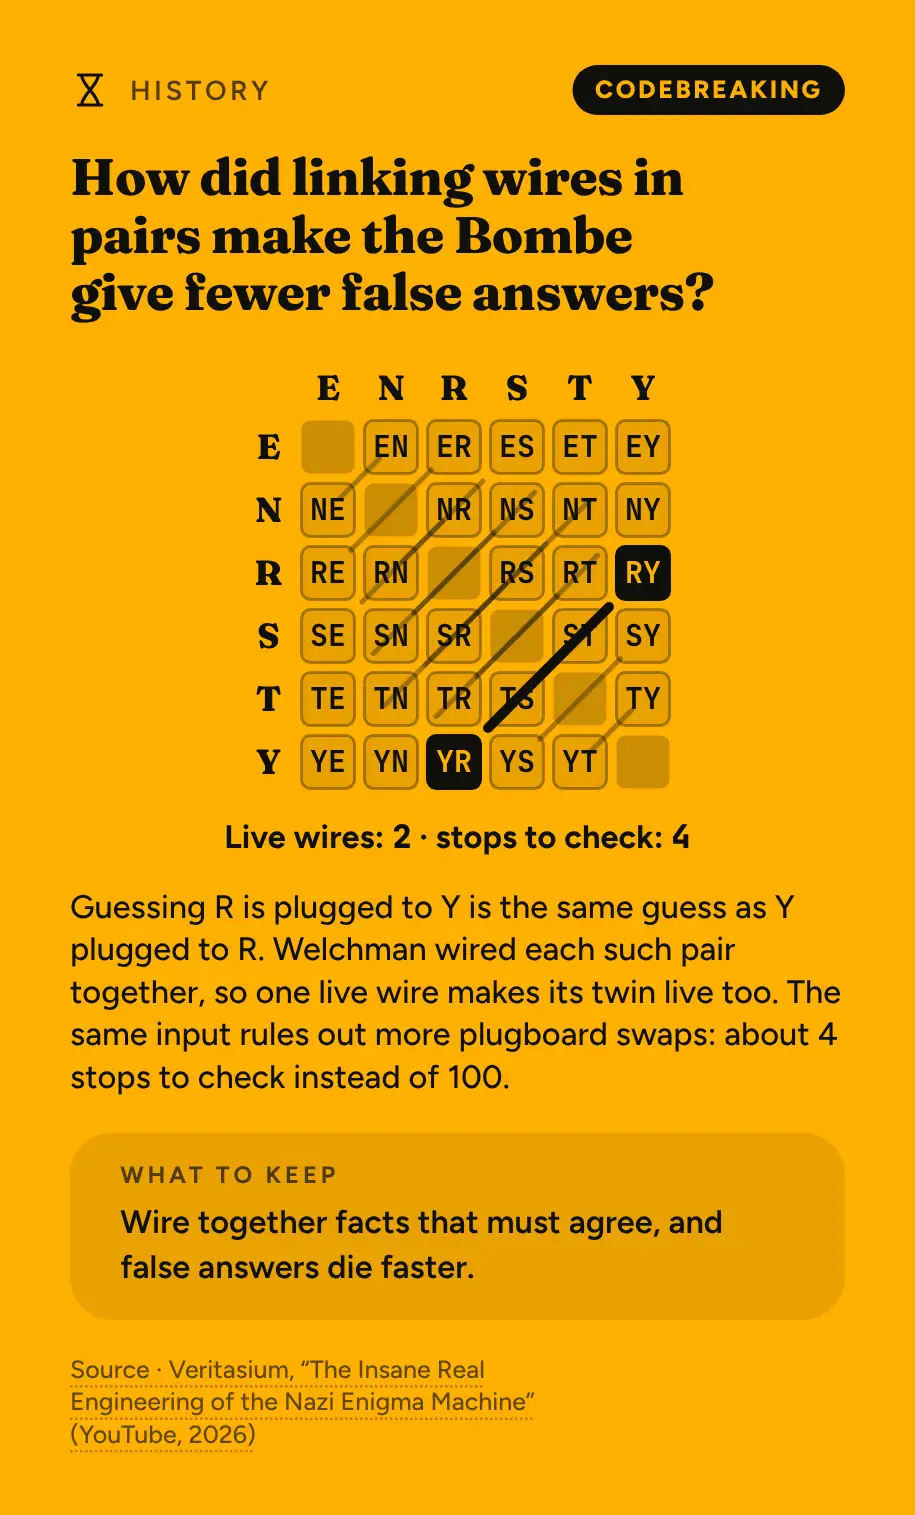 HISTORY
CODEBREAKING
How did linking wires in
pairs make the Bombe
give fewer false answers?
E N R S T Y
E EN ER ES ET EY
N NE NR NS NT NY
R RE RN RS RT RY
S SE SN SR ST SY
T TE TN TR TS TY
Y YE YN YR YS YT
Live wires: 2 · stops to check: 4
Guessing R is plugged to Y is the same guess as Y
plugged to R. Welchman wired each such pair
together, so one live wire makes its twin live too. The
same input rules out more plugboard swaps: about 4
stops to check instead of 100.
WHAT TO KEEP
Wire together facts that must agree, and
false answers die faster.
Source · Veritasium, “The Insane Real
Engineering of the Nazi Enigma Machine”
(YouTube, 2026)